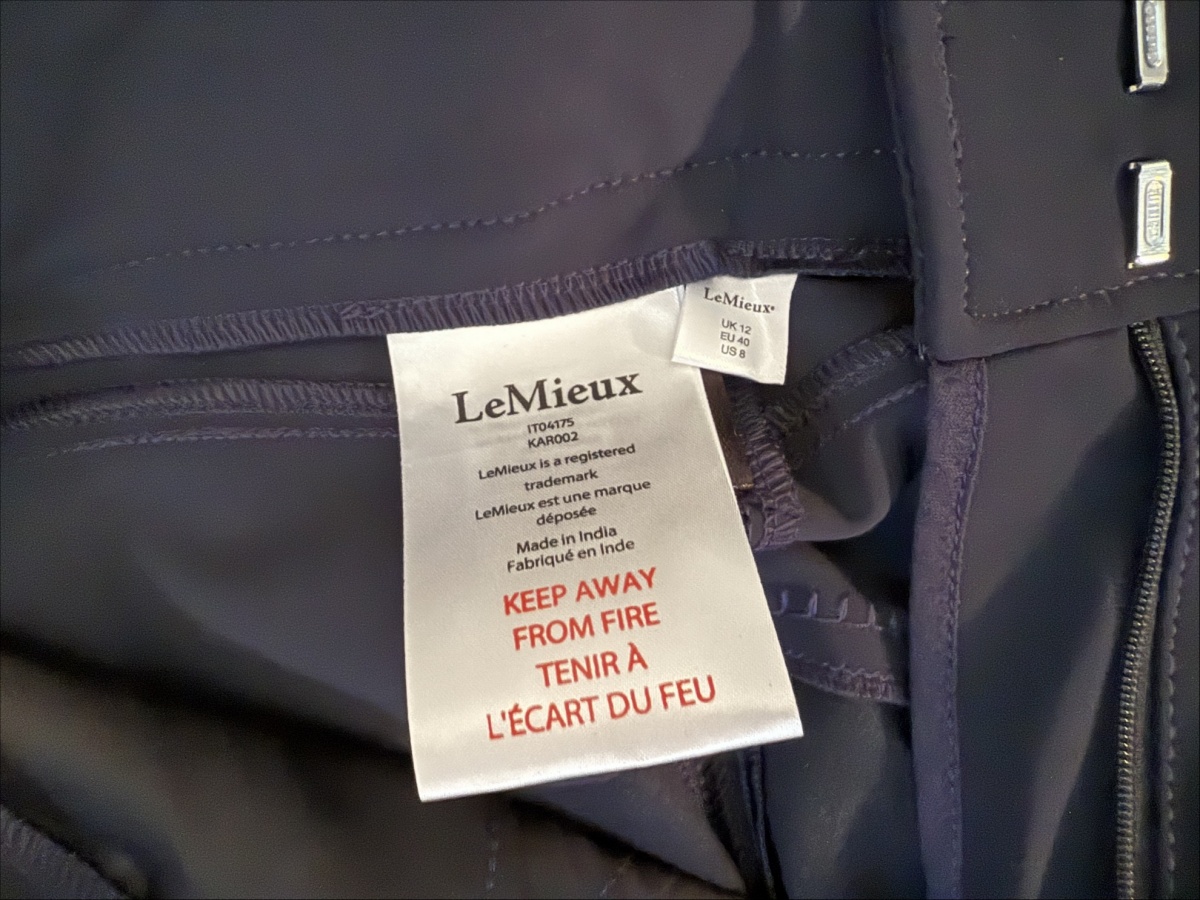 LeMieux
UK 12
EU 40
US 8
LeMieux
IT04175
KAR002
LeMieux is a registered
trademark
LeMieux est une marque
déposée
Made in India
Fabriqué en Inde
KEEP AWAY
FROM FIRE
TENIR À
L'ÉCART DU FEU